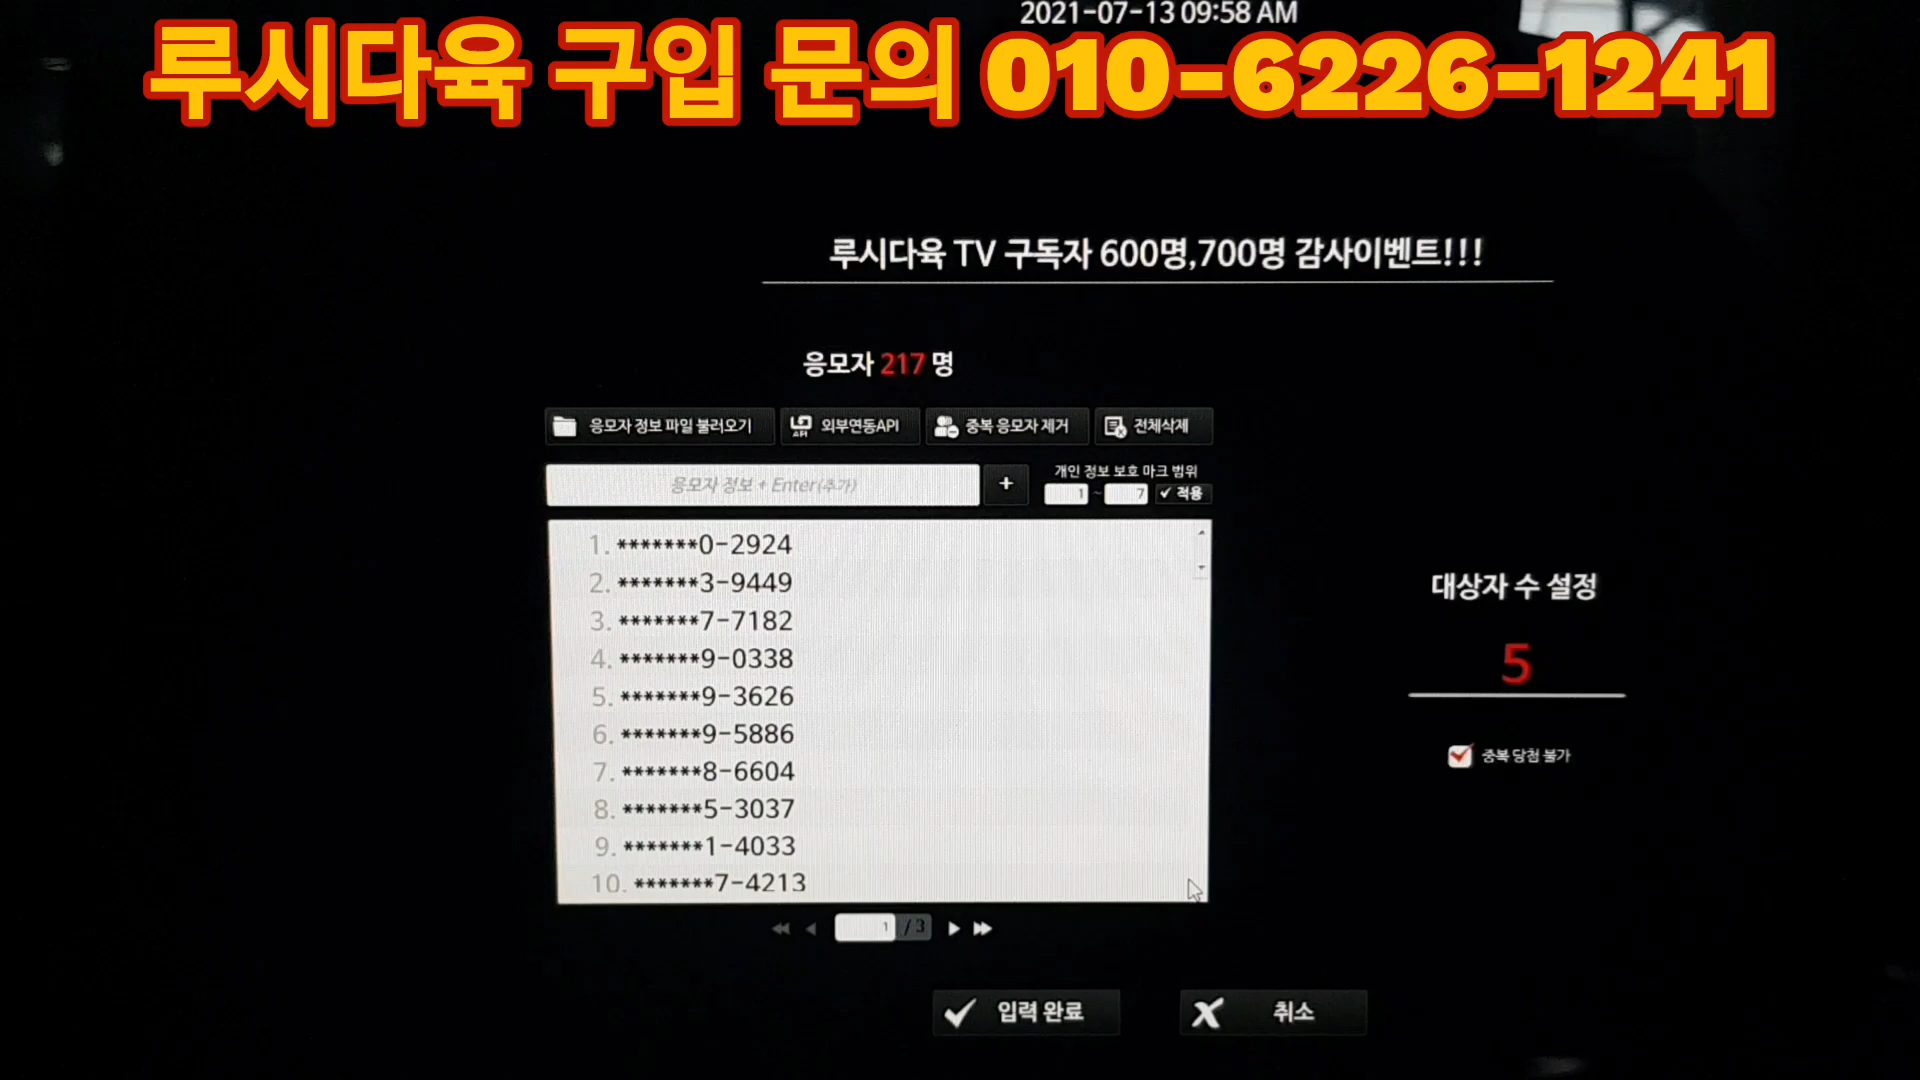 2021-07-13 09:58 AM
루시다육 구입 문의 010-6226-1241
루시다육 TV 구독자 600명,700명 감사이벤트!!!
응모자 217 명
응모자 정보 파일 불러오기 외부연동API 중복 응모자 제거 전체삭제
개인 정보 보호 마크 범위
응모자 정보 + Enter(추가) + 1 ~ 7 적용
1. *******0-2924
2. *******3-9449
3. *******7-7182
4. *******9-0338
5. *******9-3626
6. *******9-5886
7. *******8-6604
8. *******5-3037
9. *******1-4033
10. *******7-4213
1 / 3
대상자 수 설정
5
중복 당첨 불가
입력 완료 취소